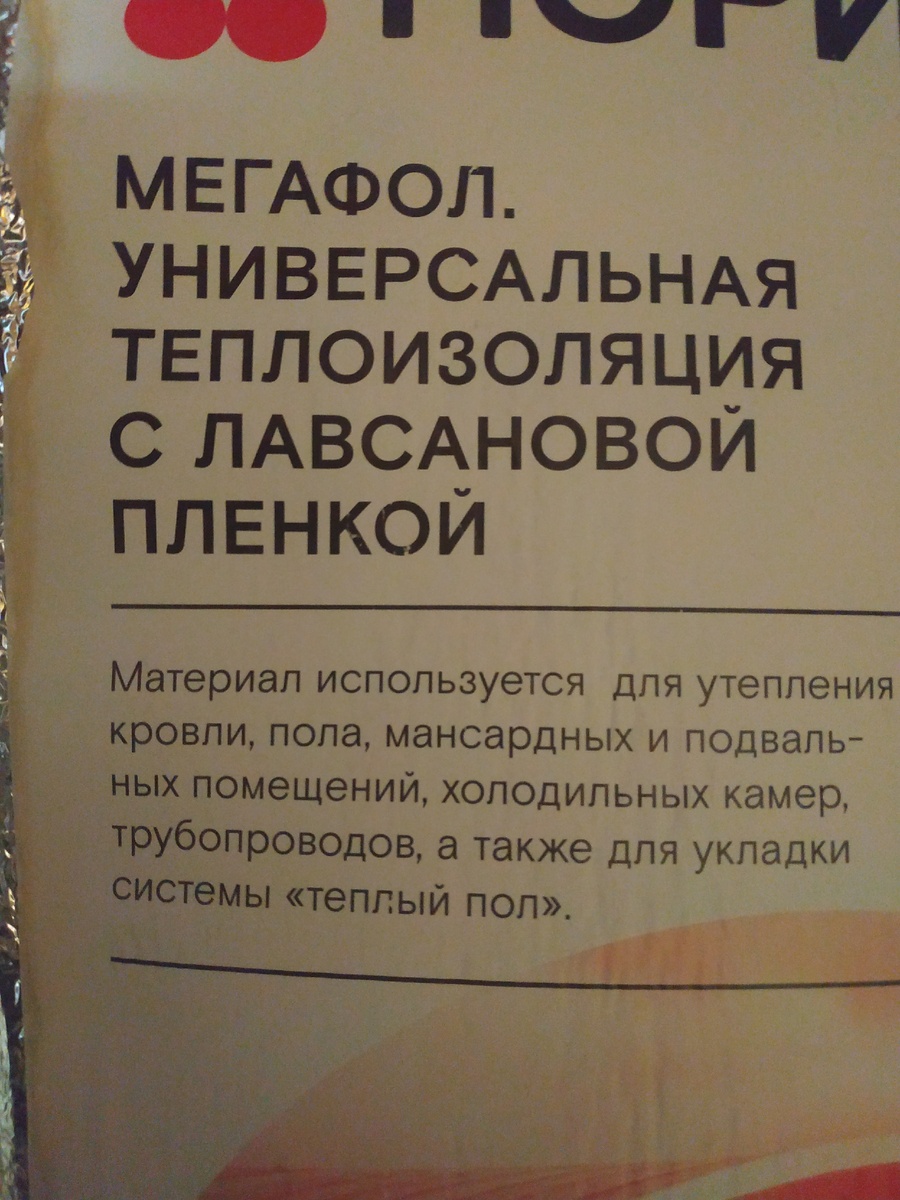 МЕГАФОЛ.
УНИВЕРСАЛЬНАЯ
ТЕПЛОИЗОЛЯЦИЯ
С ЛАВСАНОВОЙ
ПЛЕНКОЙ
Материал используется для утепления
кровли, пола, мансардных и подваль-
ных помещений, холодильных камер,
трубопроводов, а также для укладки
системы «теплый пол».